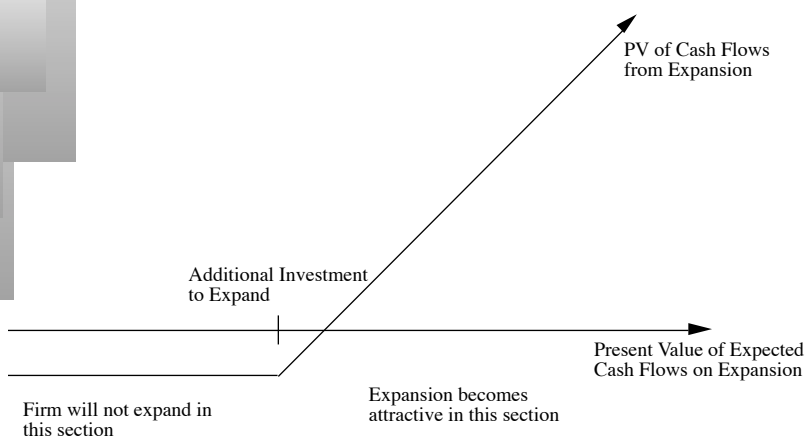 PV of Cash Flows
from Expansion
Additional Investment
to Expand
Present Value of Expected
Cash Flows on Expansion
Firm will not expand in
this section
Expansion becomes
attractive in this section